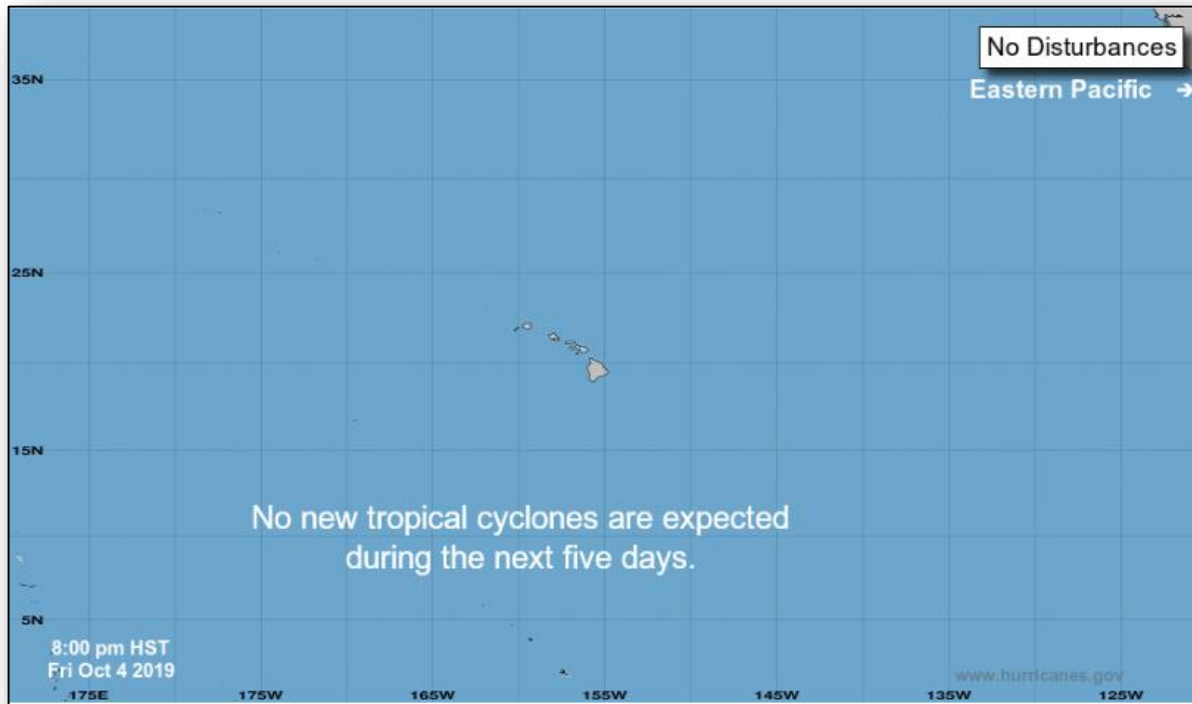 No Disturbances
35N
Eastern Pacific →
25N
15N
No new tropical cyclones are expected
during the next five days.
5N
8:00 pm HST
Fri Oct 4 2019
www.hurricanes.gov
175E 175W 165W 155W 145W 135W 125W